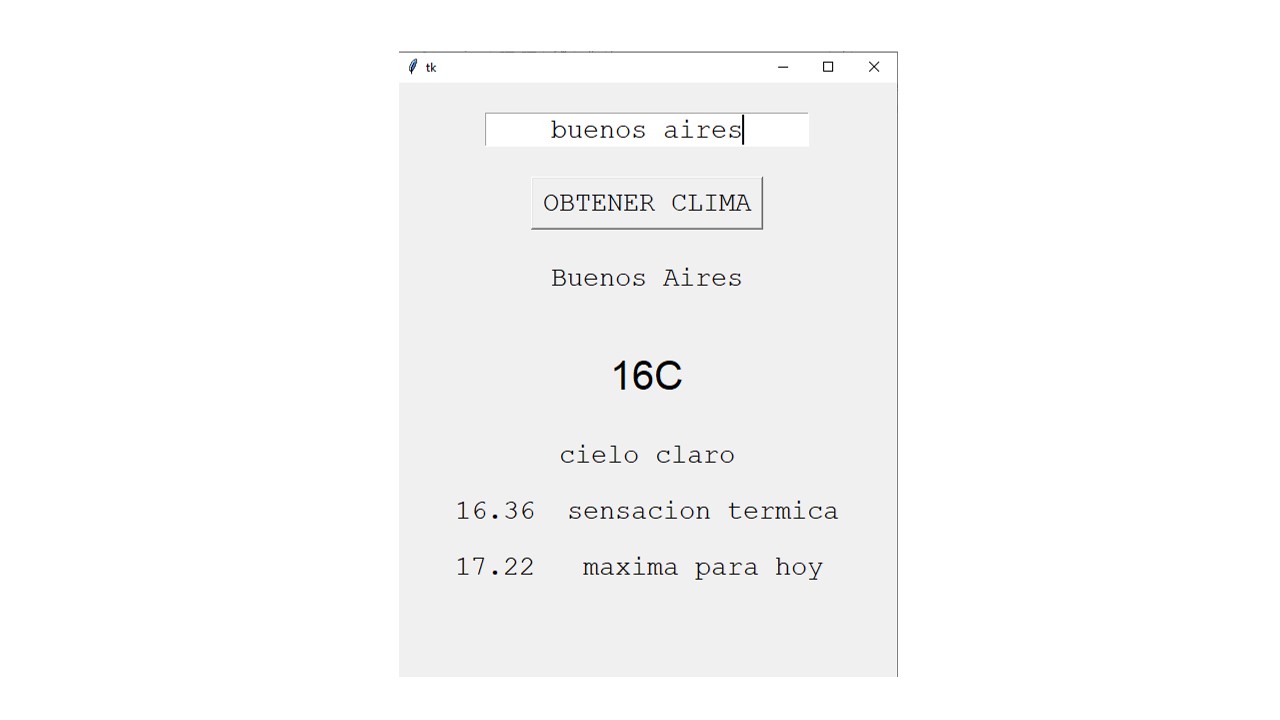 tk
buenos aires
OBTENER CLIMA
Buenos Aires
16C
cielo claro
16.36 sensacion termica
17.22 maxima para hoy